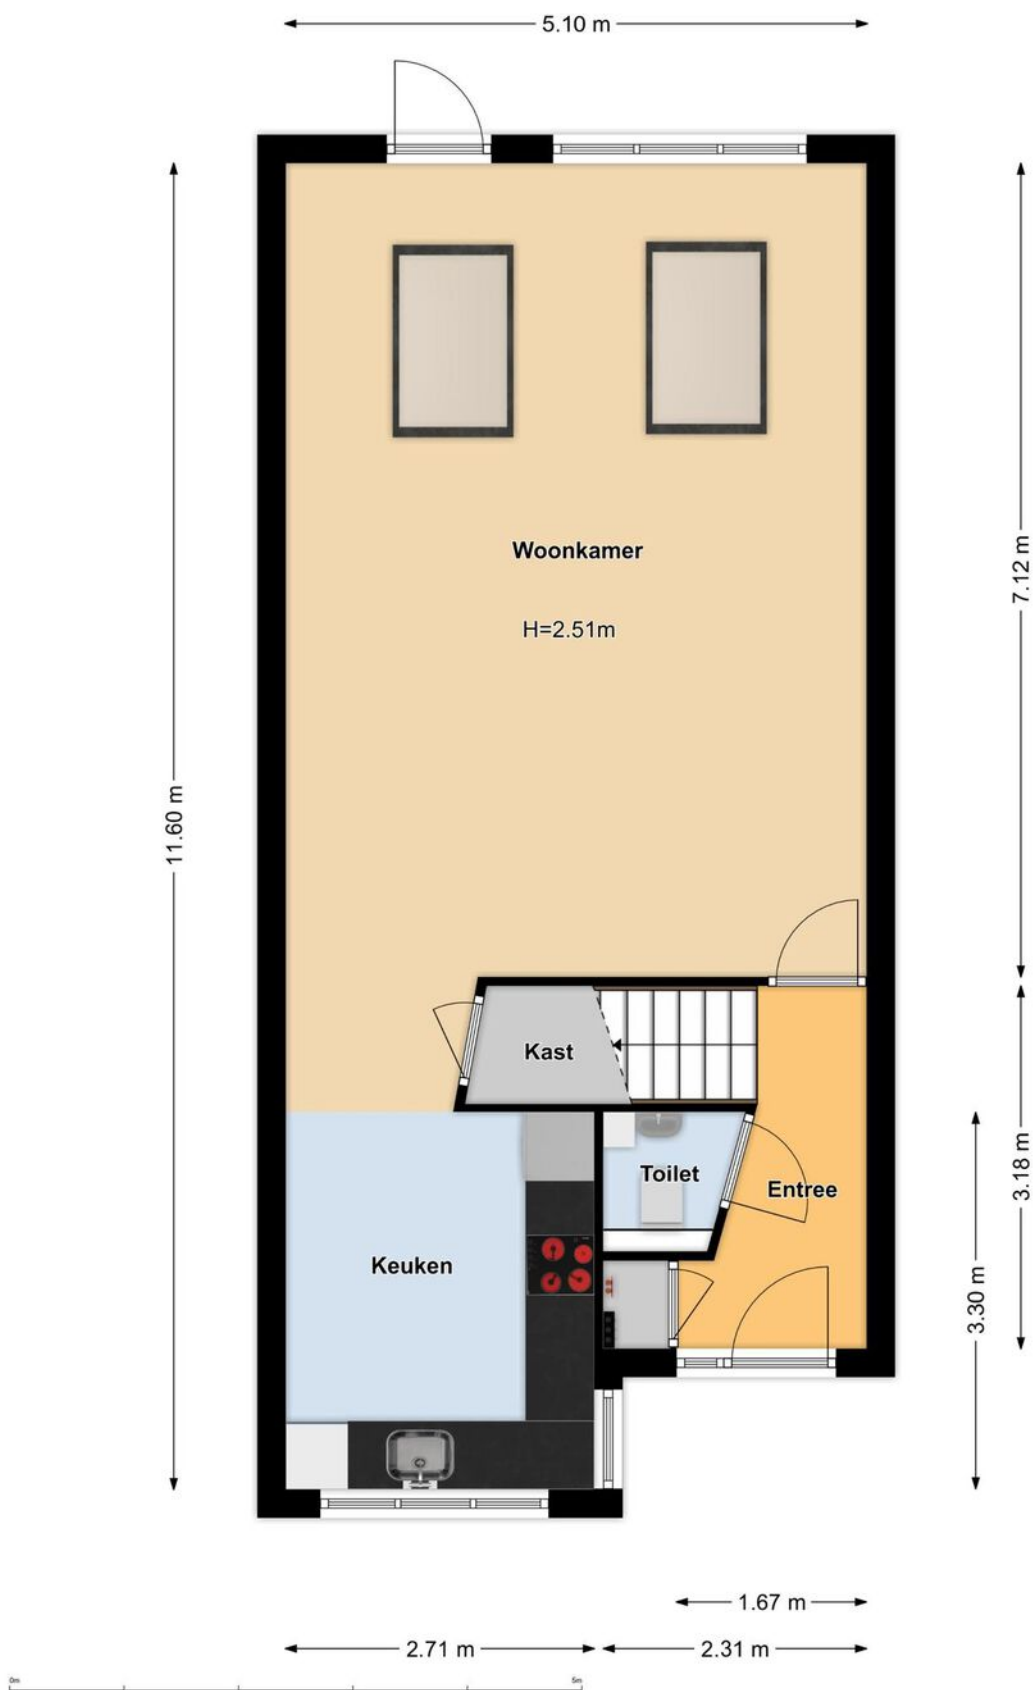 5.10 m
11.60 m
7.12 m
Woonkamer
H=2.51m
Kast
Toilet
Entree
3.18 m
Keuken
3.30 m
1.67 m
2.71 m
2.31 m
0m
5m